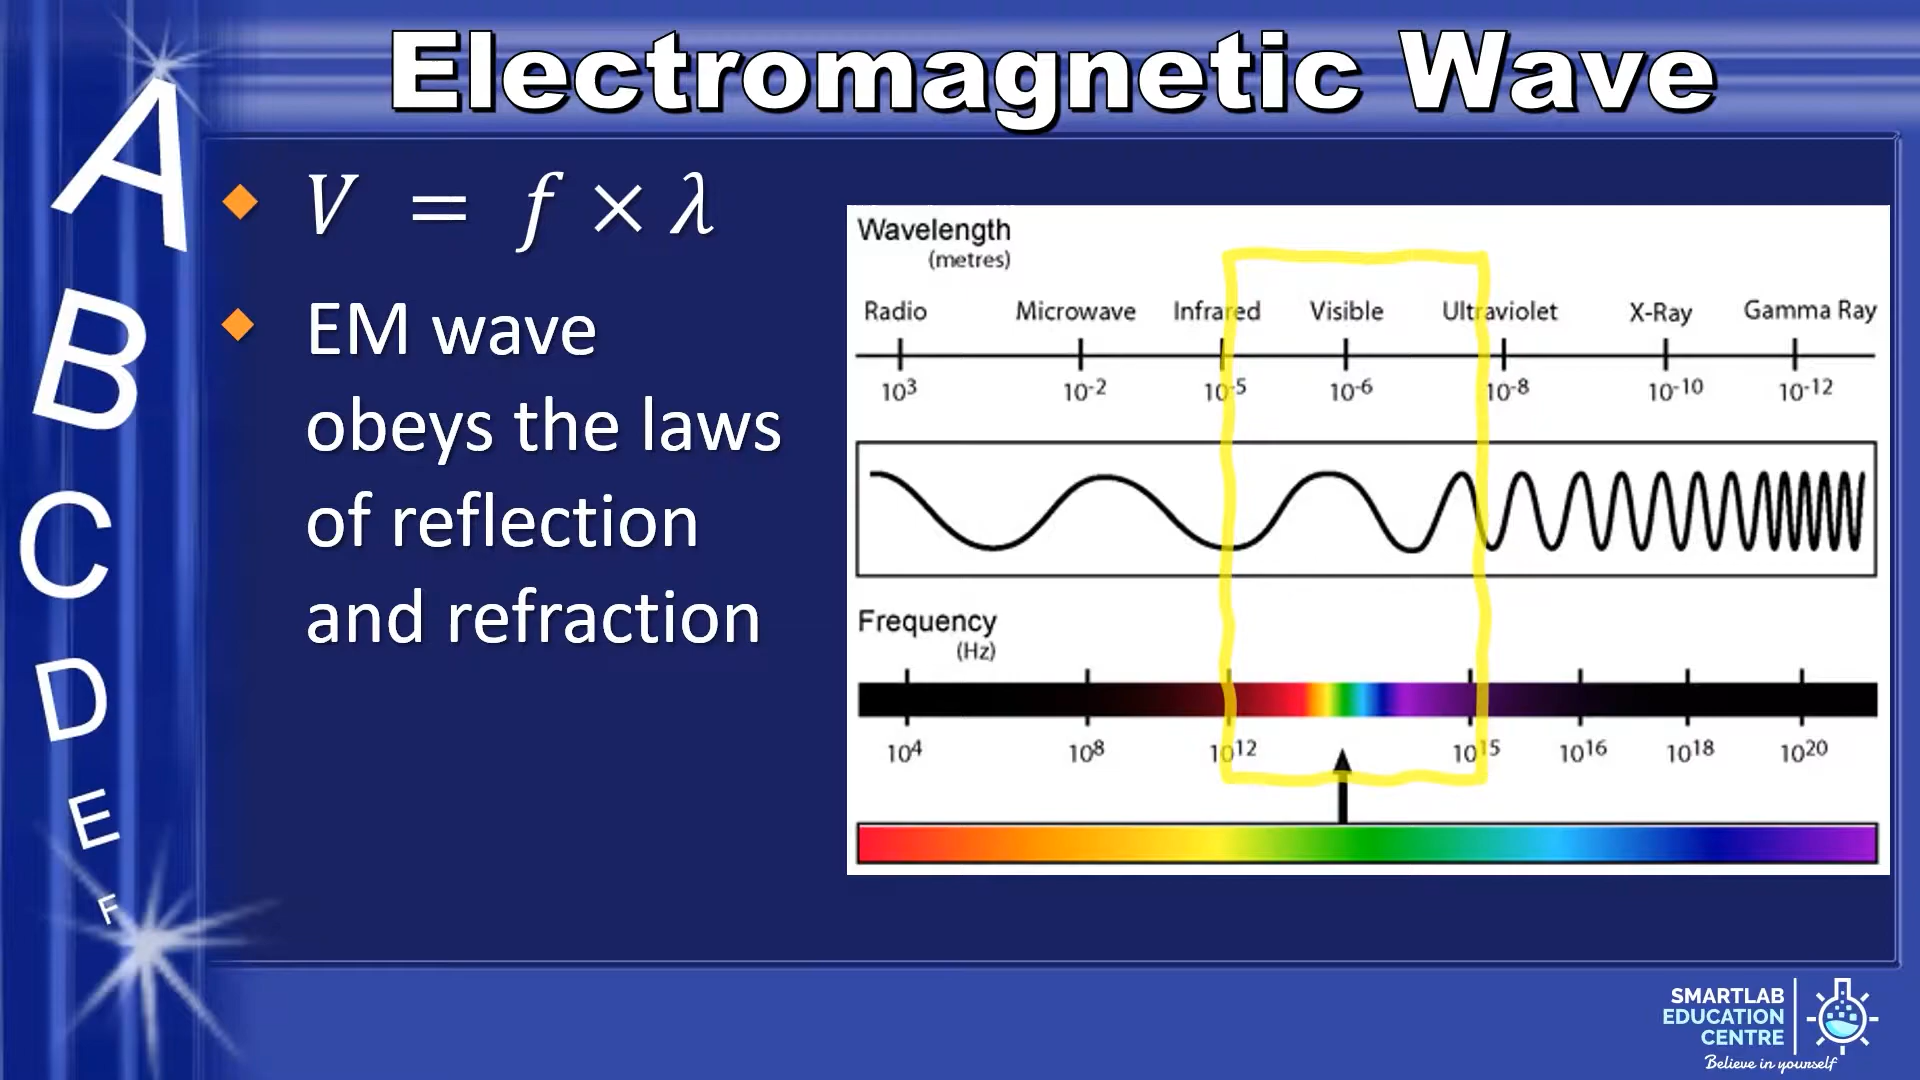 Electromagnetic Wave
A
B
C
D
E
F
V = f × λ
EM wave
obeys the laws
of reflection
and refraction
Wavelength
(metres)
Radio Microwave Infrared Visible Ultraviolet X-Ray Gamma Ray
10³ 10⁻² 10⁻⁵ 10⁻⁶ 10⁻⁸ 10⁻¹⁰ 10⁻¹²
Frequency
(Hz)
10⁴ 10⁸ 10¹² 10¹⁵ 10¹⁶ 10¹⁸ 10²⁰
SMARTLAB
EDUCATION
CENTRE
Believe in yourself